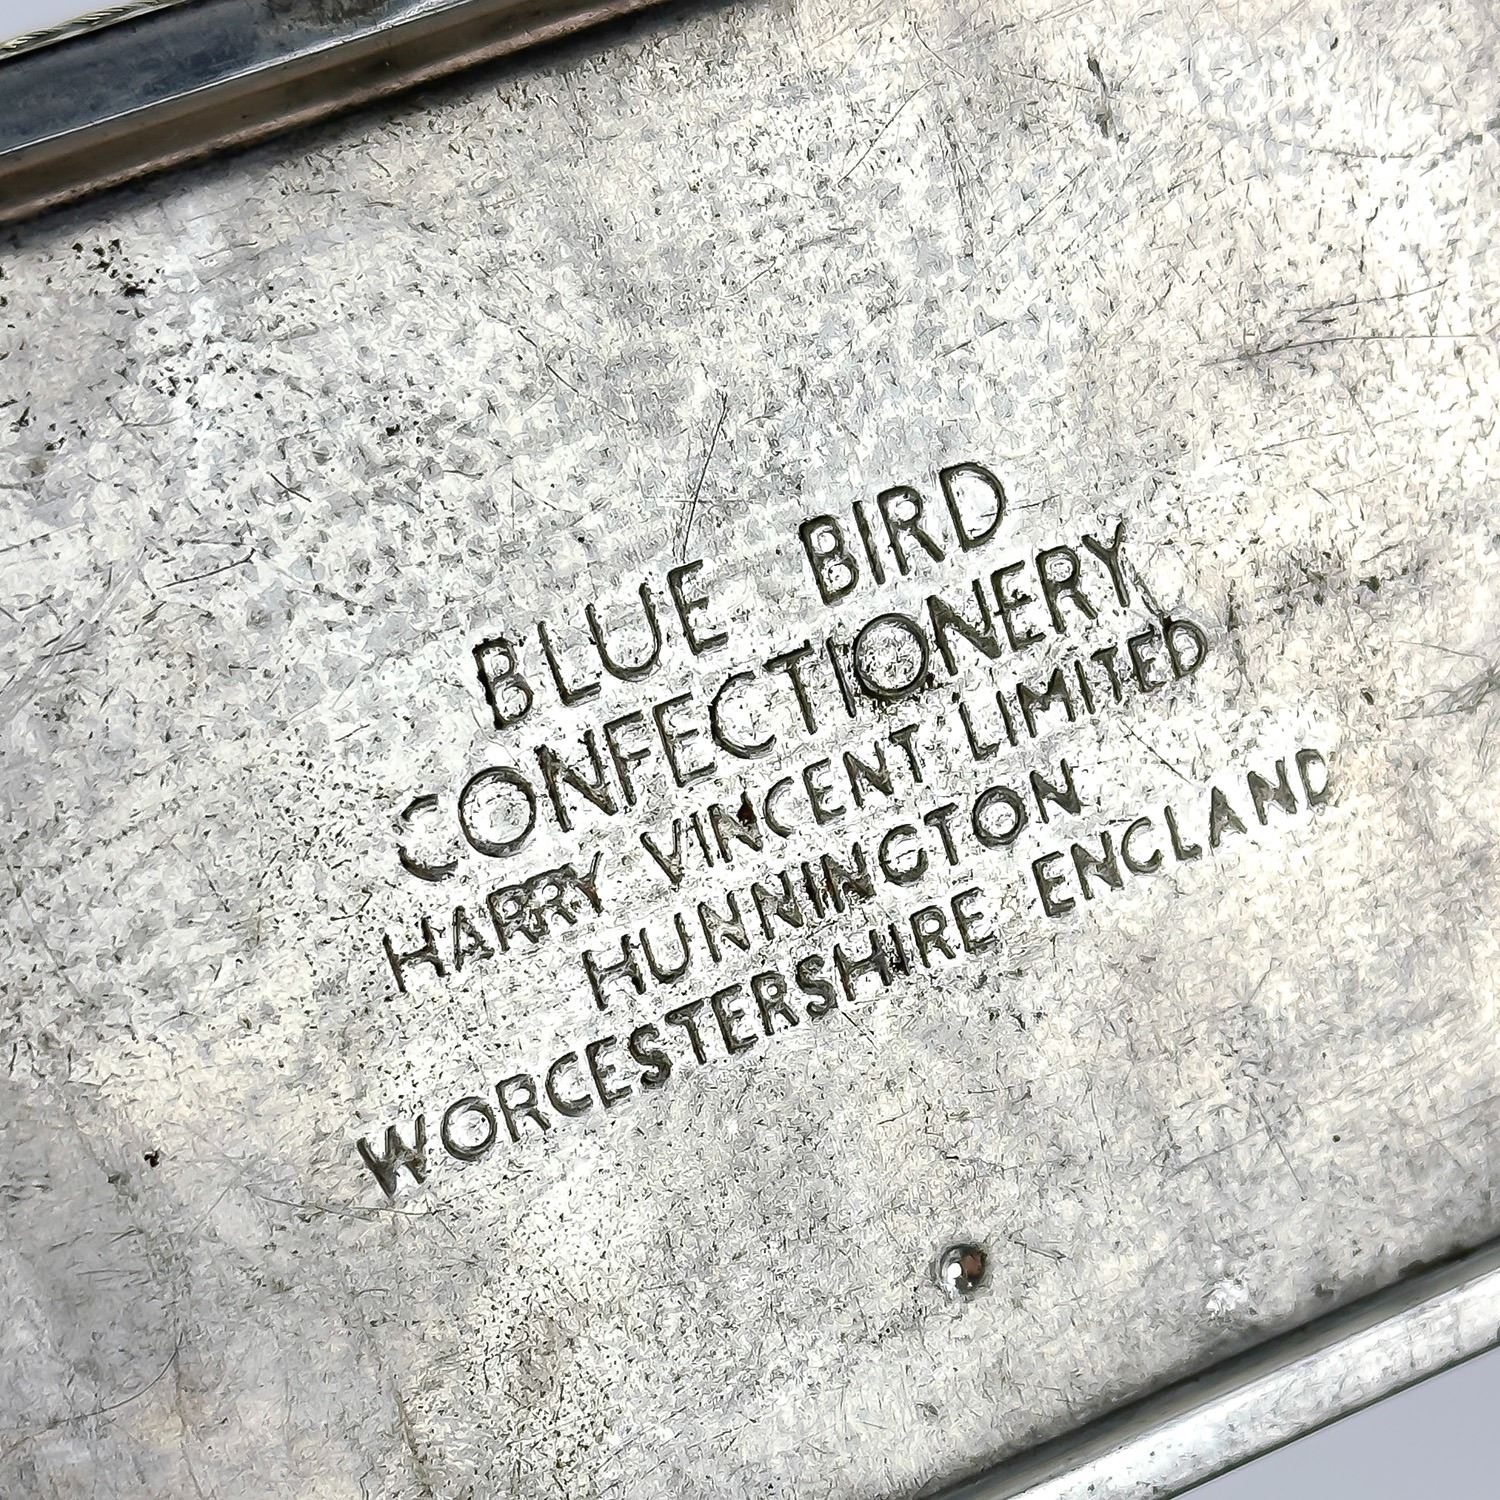 BLUE BIRD
CONFECTIONERY
HARRY VINCENT LIMITED
HUNNINGTON
WORCESTERSHIRE ENGLAND